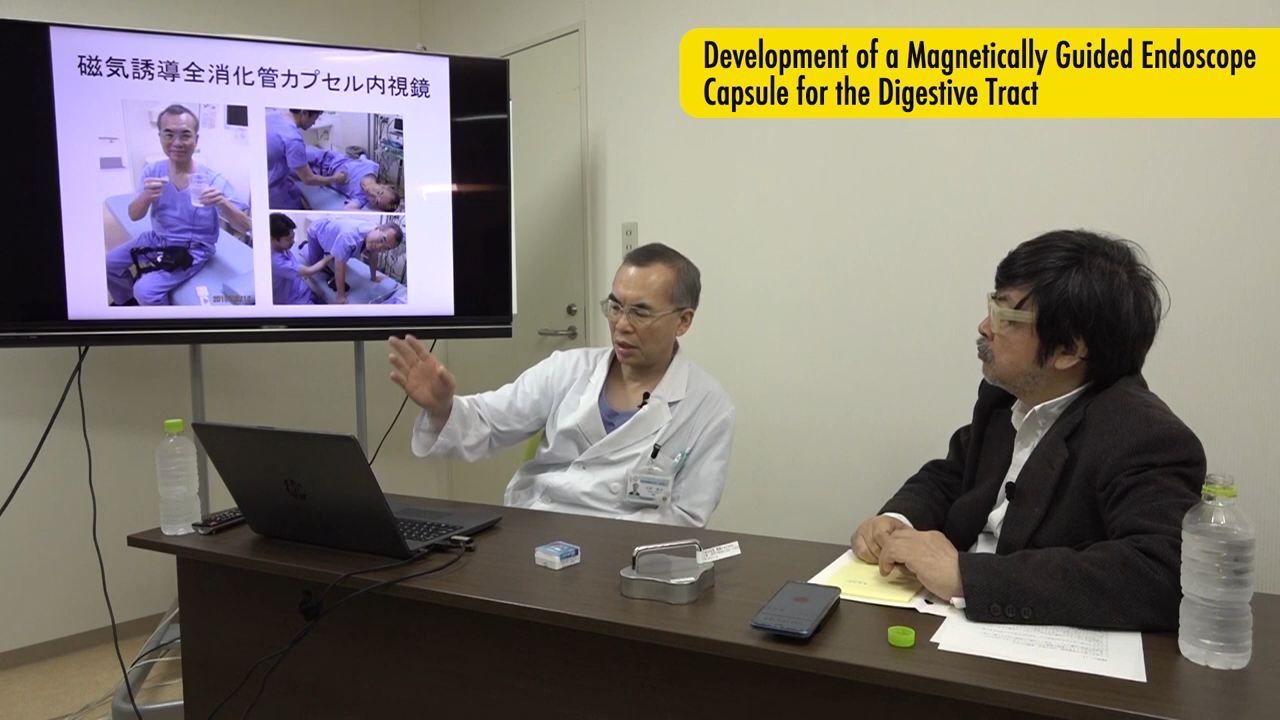 磁気誘導全消化管カプセル内視鏡
Development of a Magnetically Guided Endoscope
Capsule for the Digestive Tract
hp